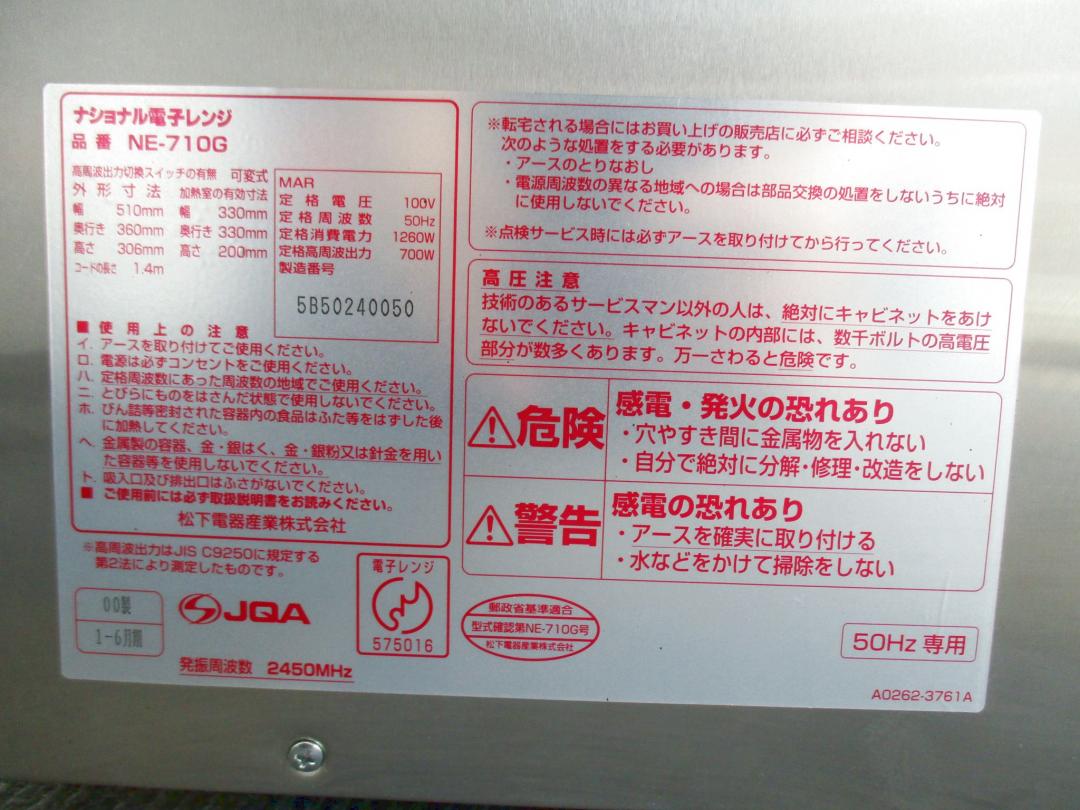 ナショナル電子レンジ
品番 NE-710G
高周波出力切換スイッチの有無 可変式
外形寸法 加熱室の有効寸法
幅 510mm 幅 330mm
奥行き 360mm 奥行き 330mm
高さ 306mm 高さ 200mm
コードの長さ 1.4m
MAR
定格電圧 100V
定格周波数 50Hz
定格消費電力 1260W
定格高周波出力 700W
製造番号
5B50240050
■ 使用上の注意
イ. アースを取り付けてご使用ください。
ロ. 電源は必ずコンセントをご使用ください。
ハ. 定格周波数にあった周波数の地域でご使用ください。
ニ. とびらにものをはさんだ状態で使用しないでください。
ホ. びん詰等密封された容器内の食品はふた等をはずした後
に加熱してください。
ヘ. 金属製の容器、金・銀はく、金・銀粉又は針金を用い
た容器等を使用しないでください。
ト. 吸入口及び排出口はふさがないでください。
■ ご使用前には必ず取扱説明書をお読みください。
松下電器産業株式会社
※高周波出力はJIS C9250に規定する
第2法により測定したものです。
00製
1-6月期
JQA
電子レンジ
575016
発振周波数 2450MHz
※転宅される場合にはお買い上げの販売店に必ずご相談ください。
次のような処置をする必要があります。
・アースのとりなおし
・電源周波数の異なる地域への場合は部品交換の処置をしないうちに絶対
に使用しないでください。
※点検サービス時には必ずアースを取り付けてから行ってください。
高圧注意
技術のあるサービスマン以外の人は、絶対にキャビネットをあけ
ないでください。キャビネットの内部には、数千ボルトの高電圧
部分が数多くあります。万一さわると危険です。
危険
感電・発火の恐れあり
・穴やすき間に金属物を入れない
・自分で絶対に分解・修理・改造をしない
警告
感電の恐れあり
・アースを確実に取り付ける
・水などをかけて掃除をしない
郵政省基準適合
型式確認第NE-710G号
松下電器産業株式会社
50Hz 専用
A0262-3761A